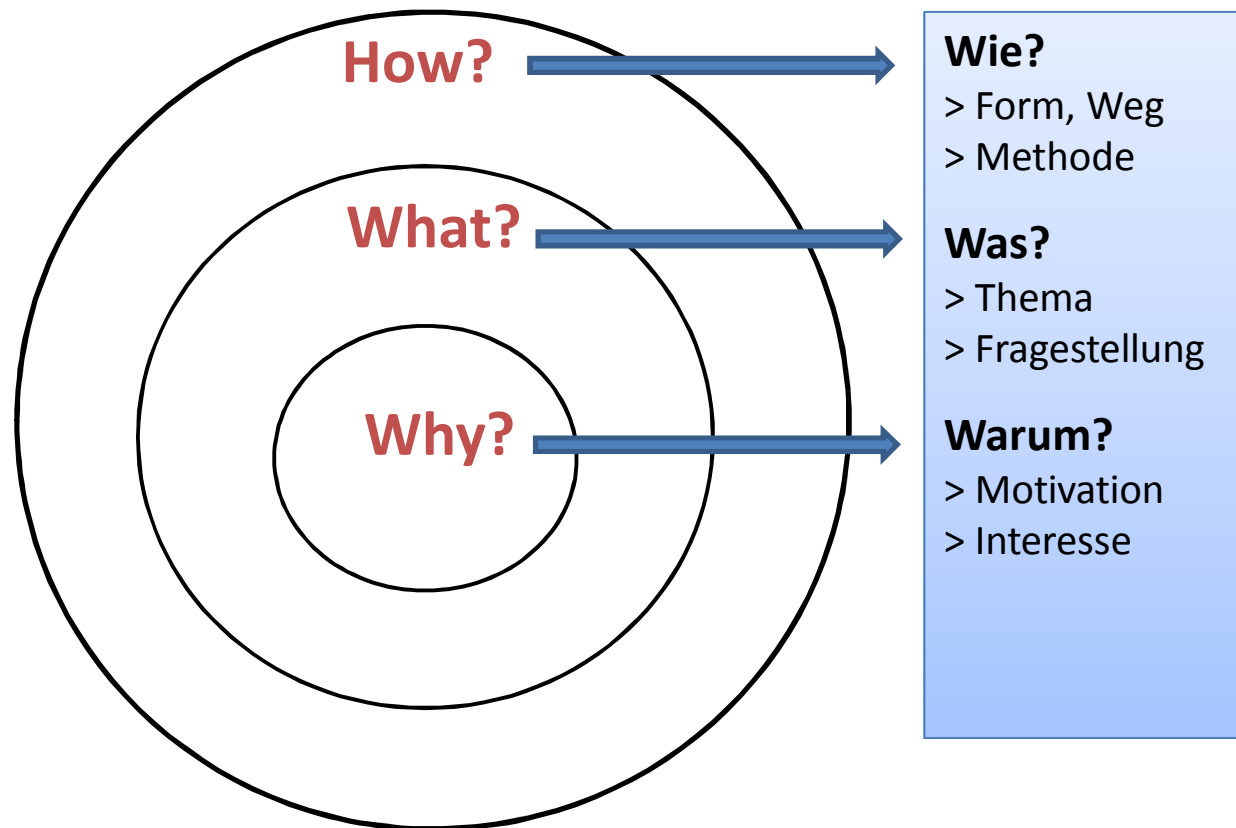 How?
What?
Why?
Wie?
> Form, Weg
> Methode
Was?
> Thema
> Fragestellung
Warum?
> Motivation
> Interesse